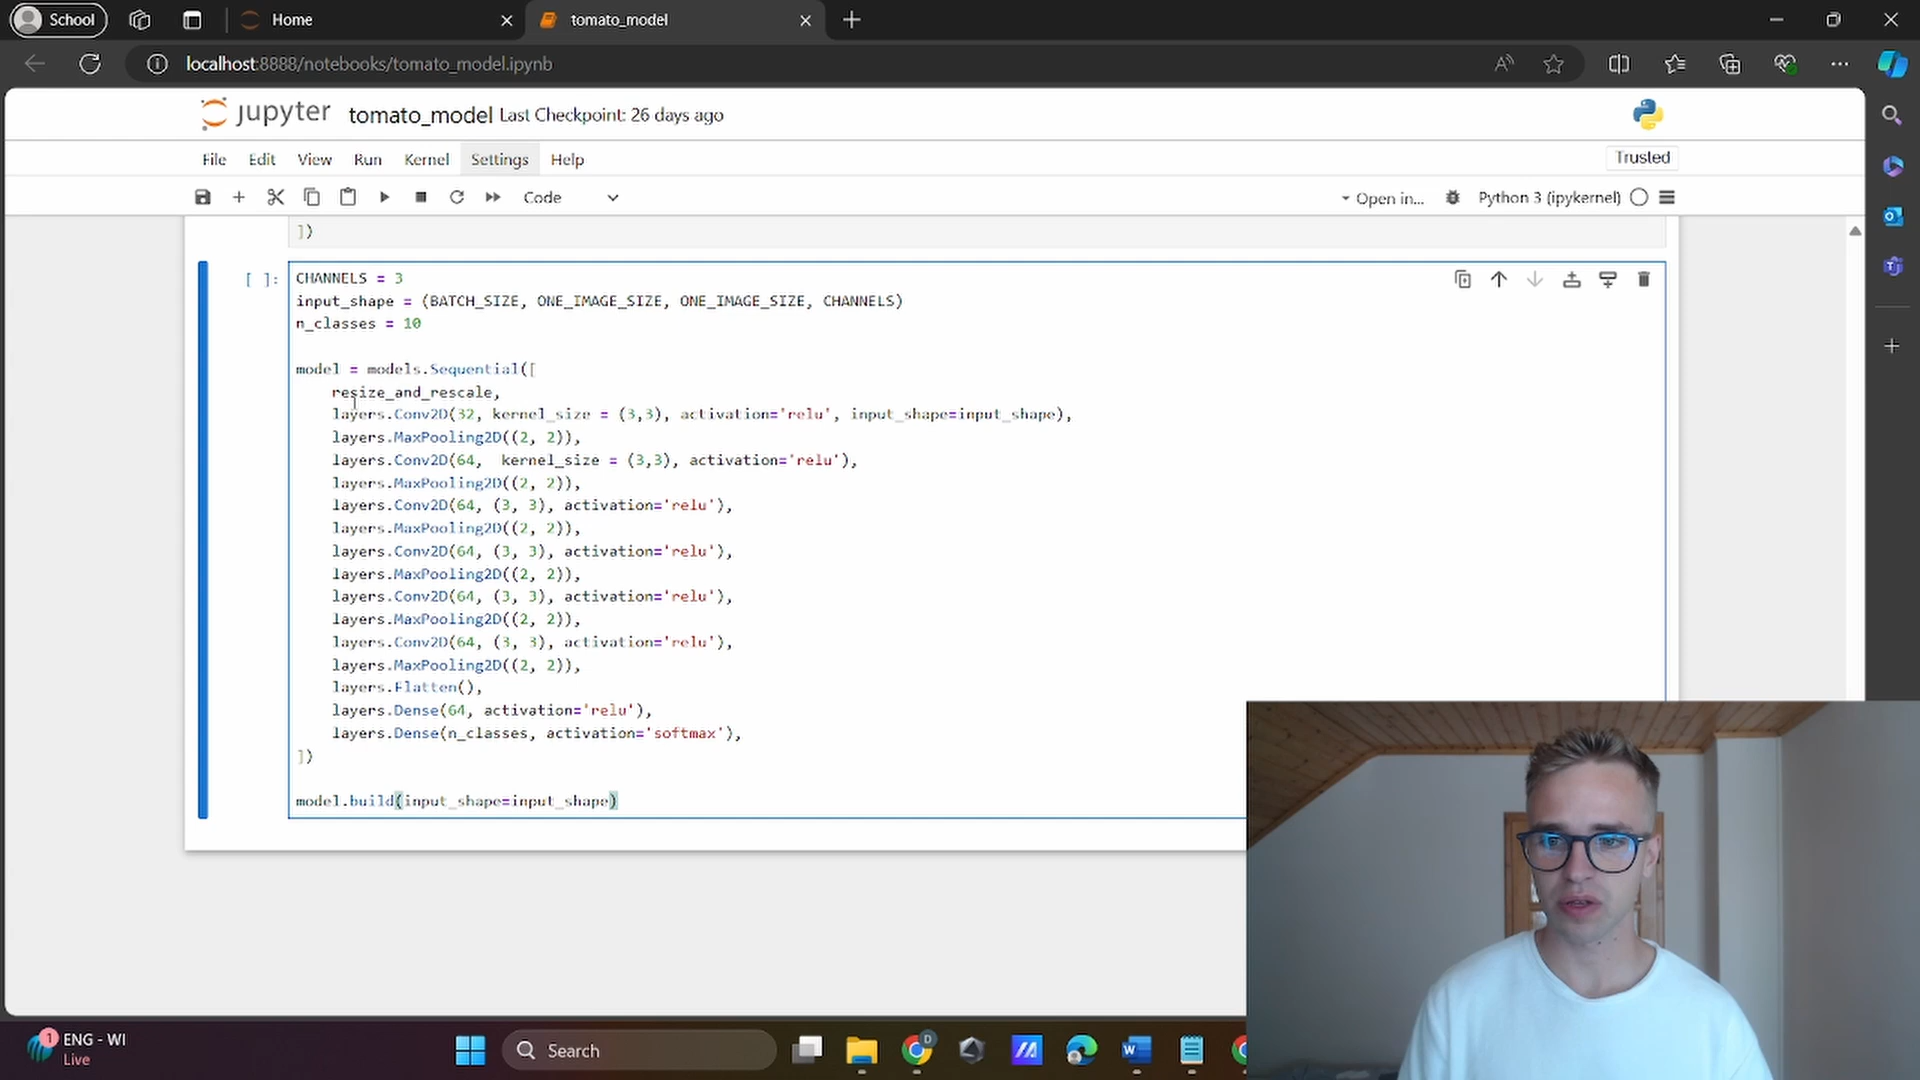 School
Home
tomato_model
localhost:8888/notebooks/tomato_model.ipynb
jupyter
tomato_model Last Checkpoint: 26 days ago
File Edit View Run Kernel Settings Help
Trusted
Code
Open in...
Python 3 (ipykernel)
])
[ ]:
CHANNELS = 3
input_shape = (BATCH_SIZE, ONE_IMAGE_SIZE, ONE_IMAGE_SIZE, CHANNELS)
n_classes = 10
model = models.Sequential([
resize_and_rescale,
layers.Conv2D(32, kernel_size = (3,3), activation='relu', input_shape=input_shape),
layers.MaxPooling2D((2, 2)),
layers.Conv2D(64,  kernel_size = (3,3), activation='relu'),
layers.MaxPooling2D((2, 2)),
layers.Conv2D(64, (3, 3), activation='relu'),
layers.MaxPooling2D((2, 2)),
layers.Conv2D(64, (3, 3), activation='relu'),
layers.MaxPooling2D((2, 2)),
layers.Conv2D(64, (3, 3), activation='relu'),
layers.MaxPooling2D((2, 2)),
layers.Conv2D(64, (3, 3), activation='relu'),
layers.MaxPooling2D((2, 2)),
layers.Flatten(),
layers.Dense(64, activation='relu'),
layers.Dense(n_classes, activation='softmax'),
])
model.build(input_shape=input_shape)
1
ENG - WI
Live
Search